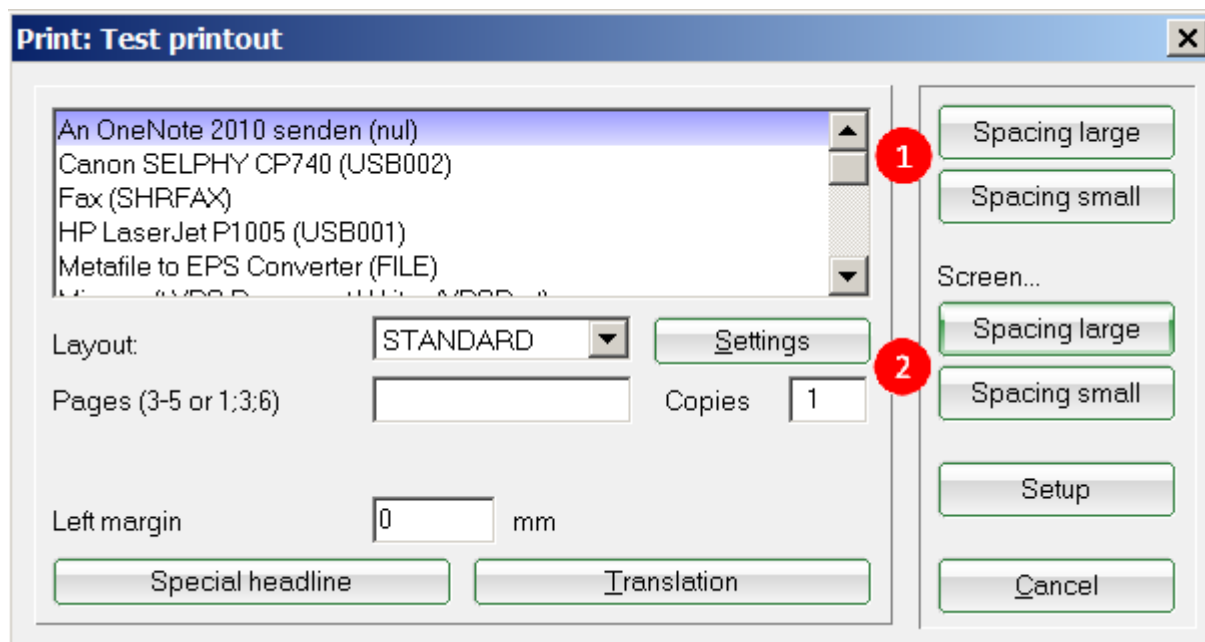 Print: Test printout
An OneNote 2010 senden (nul)
Canon SELPHY CP740 (USB002)
Fax (SHRFAX)
HP LaserJet P1005 (USB001)
Metafile to EPS Converter (FILE)
Layout:
STANDARD
Settings
Pages (3-5 or 1;3;6)
Copies
1
Left margin
0
mm
Special headline
Translation
1
Spacing large
Spacing small
Screen...
2
Spacing large
Spacing small
Setup
Cancel